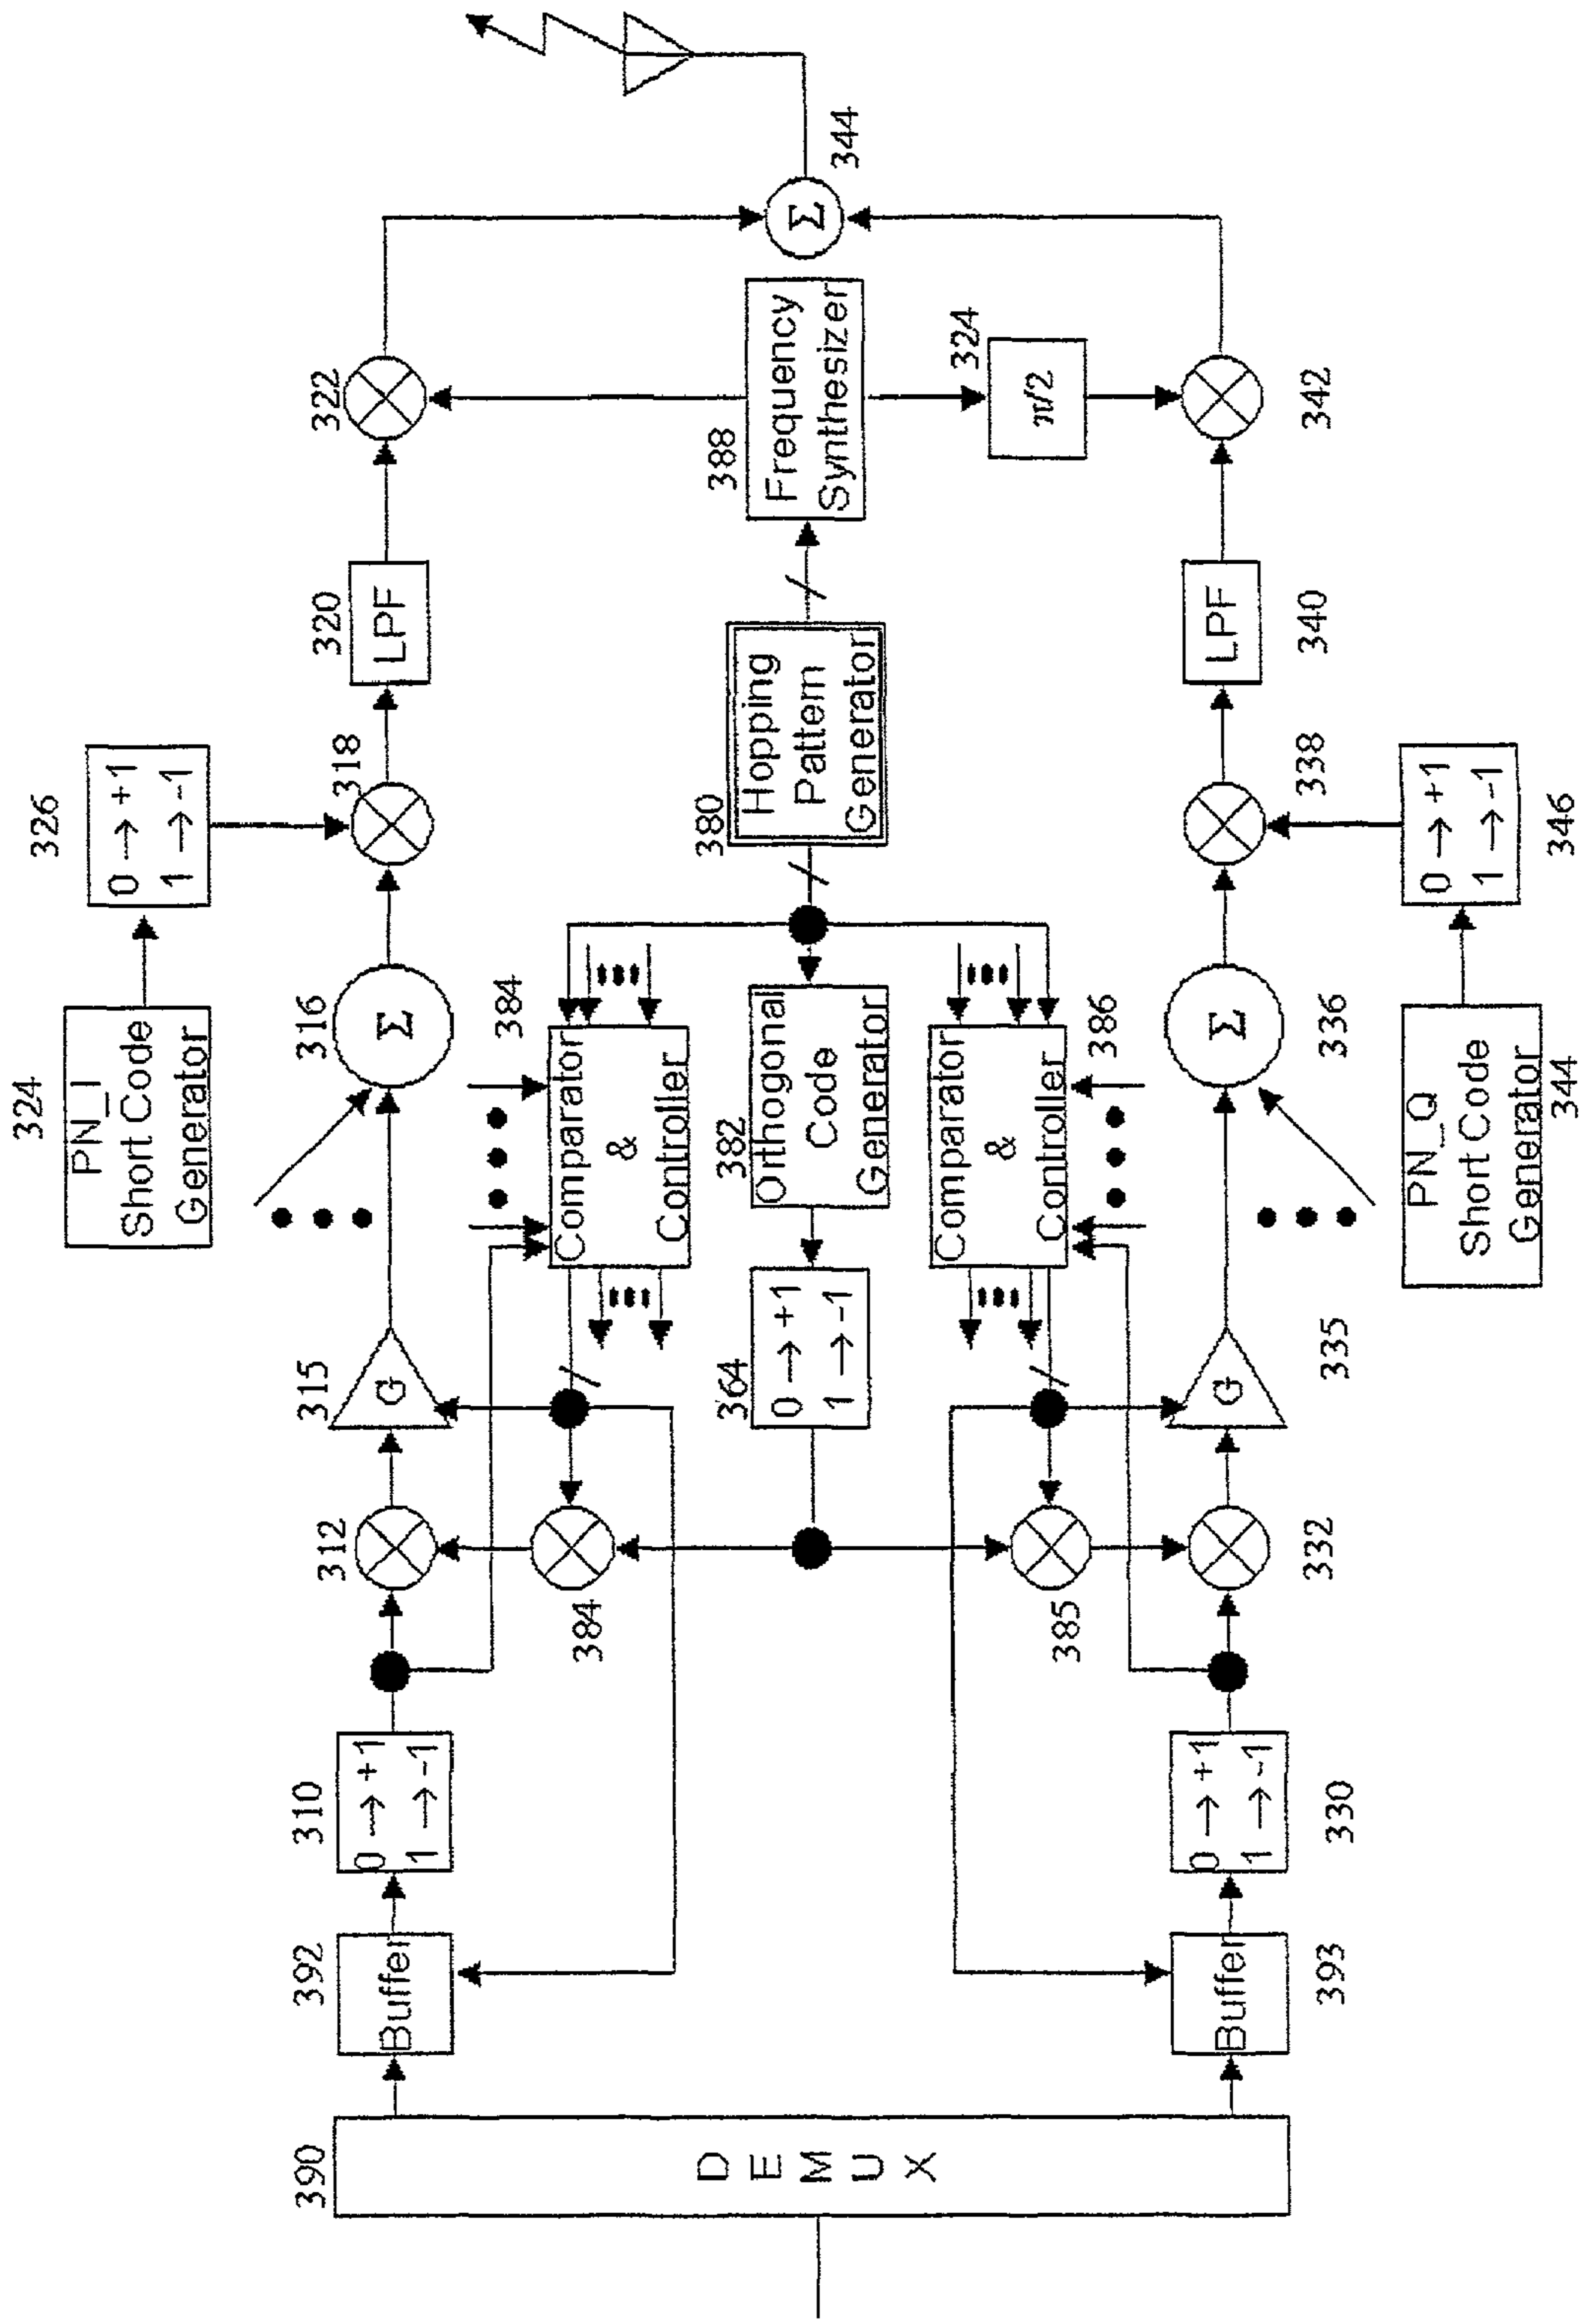 324
PN_I
Short Code
Generator
326
0 → +1
1 → -1
390
392
Buffer
310
0 → +1
1 → -1
312
315
G
316
Σ
318
320
LPF
322
384
384
Comparator
&
Controller
D
E
M
U
X
364
0 → +1
1 → -1
382
Orthogonal
Code
Generator
380
Hopping
Pattern
Generator
388
Frequency
Synthesizer
Σ
344
324
π/2
385
Comparator
&
Controller
386
Buffer
393
0 → +1
1 → -1
330
332
G
335
Σ
336
338
LPF
340
342
PN_Q
Short Code
Generator
344
0 → +1
1 → -1
346